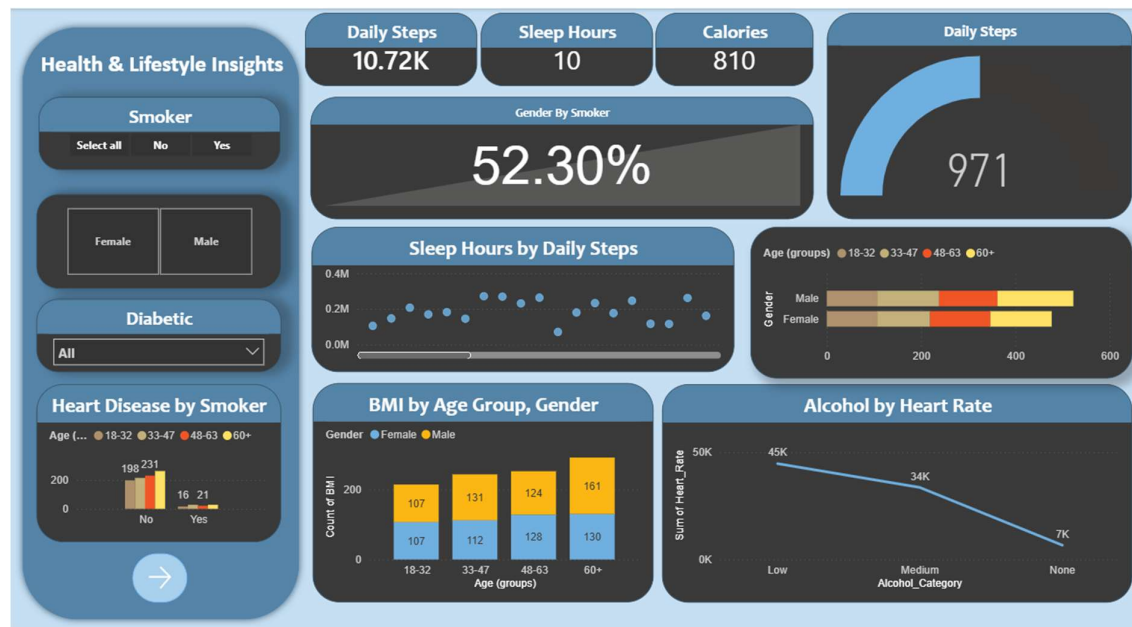 Health & Lifestyle Insights
Smoker
Select all No Yes
Female Male
Diabetic
All
Heart Disease by Smoker
Age (... 18-32 33-47 48-63 60+
198 231
200
16 21
0
No Yes
Daily Steps
10.72K
Sleep Hours
10
Calories
810
Daily Steps
971
Gender By Smoker
52.30%
Sleep Hours by Daily Steps
0.4M
0.2M
0.0M
Age (groups) 18-32 33-47 48-63 60+
Gender
Male
Female
0 200 400 600
BMI by Age Group, Gender
Gender Female Male
Count of BMI
200
0
107 131 124 161
107 112 128 130
18-32 33-47 48-63 60+
Age (groups)
Alcohol by Heart Rate
Sum of Heart_Rate
50K
0K
45K
34K
7K
Low Medium None
Alcohol_Category